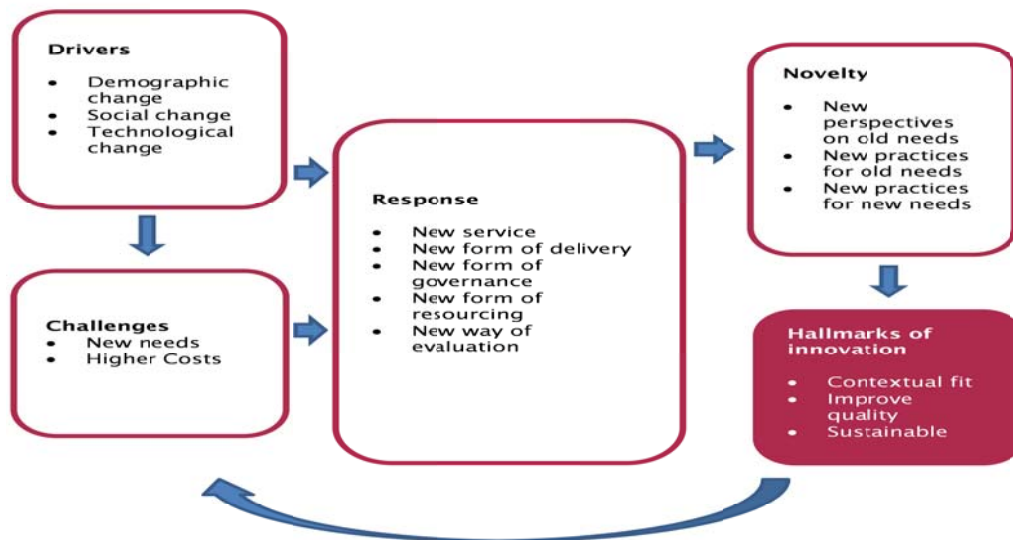 Drivers
• Demographic
change
• Social change
• Technological
change
Challenges
• New needs
• Higher Costs
Response
• New service
• New form of delivery
• New form of
governance
• New form of
resourcing
• New way of
evaluation
Novelty
• New
perspectives
on old needs
• New practices
for old needs
• New practices
for new needs
Hallmarks of
innovation
• Contextual fit
• Improve
quality
• Sustainable